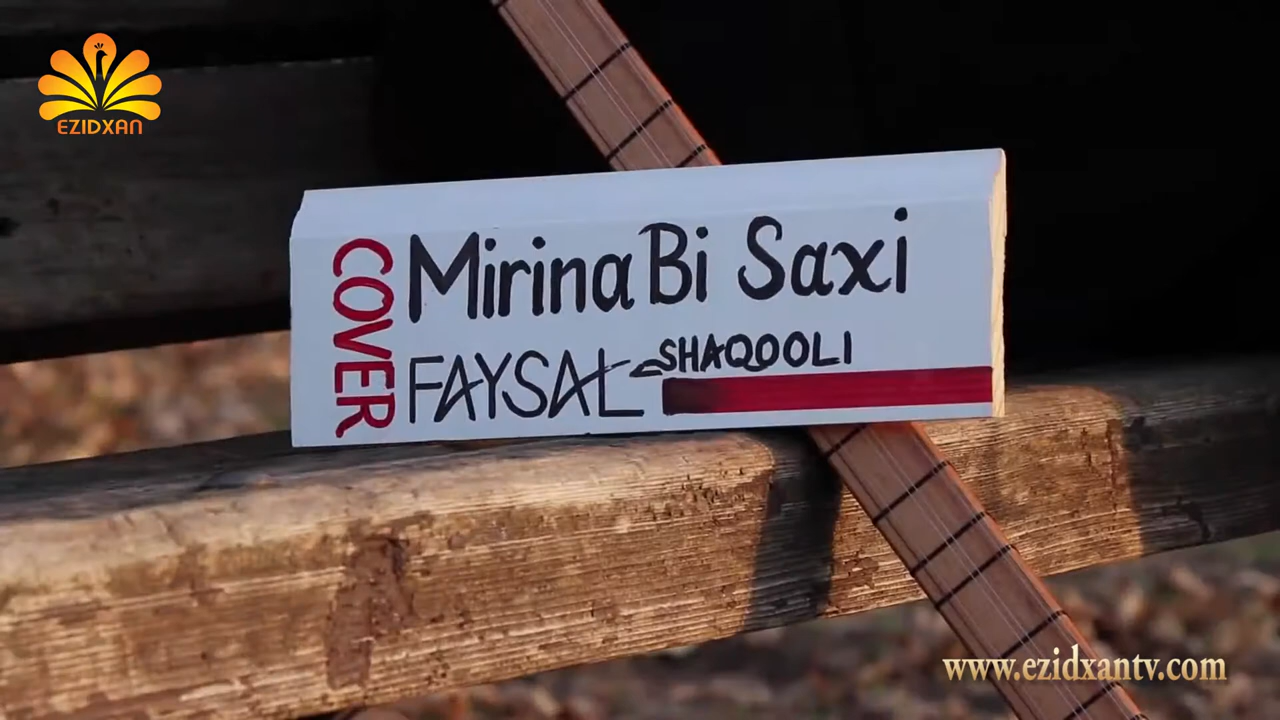 EZIDXAN
COVER
Mirina Bi Saxi
FAYSAL SHAQOOLI
www.ezidxantv.com